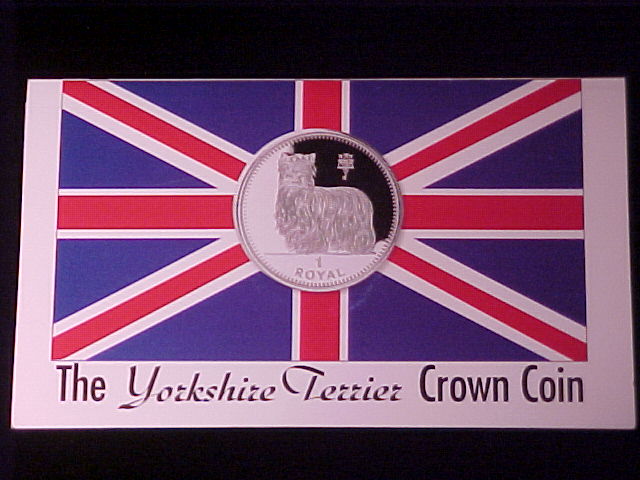 1
ROYAL
The Yorkshire Terrier Crown Coin